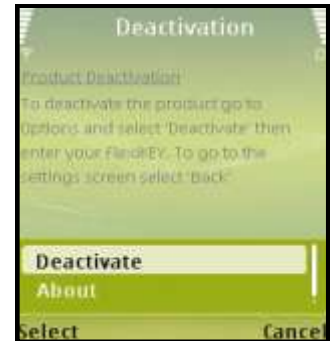 Deactivation
Product Deactivation
To deactivate the product go to
Options and select 'Deactivate' then
enter your FlexiKEY. To go to the
settings screen select 'Back'
Deactivate
About
Select Cancel